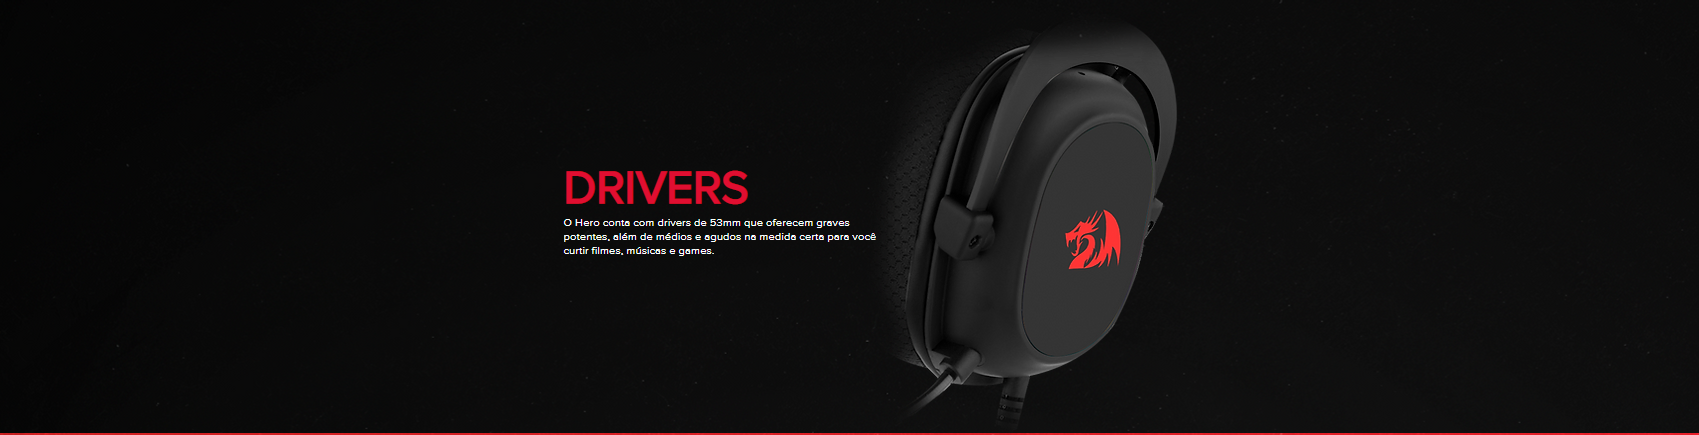 DRIVERS
O Hero conta com drivers de 53mm que oferecem graves
potentes, além de médios e agudos na medida certa para você
curtir filmes, músicas e games.